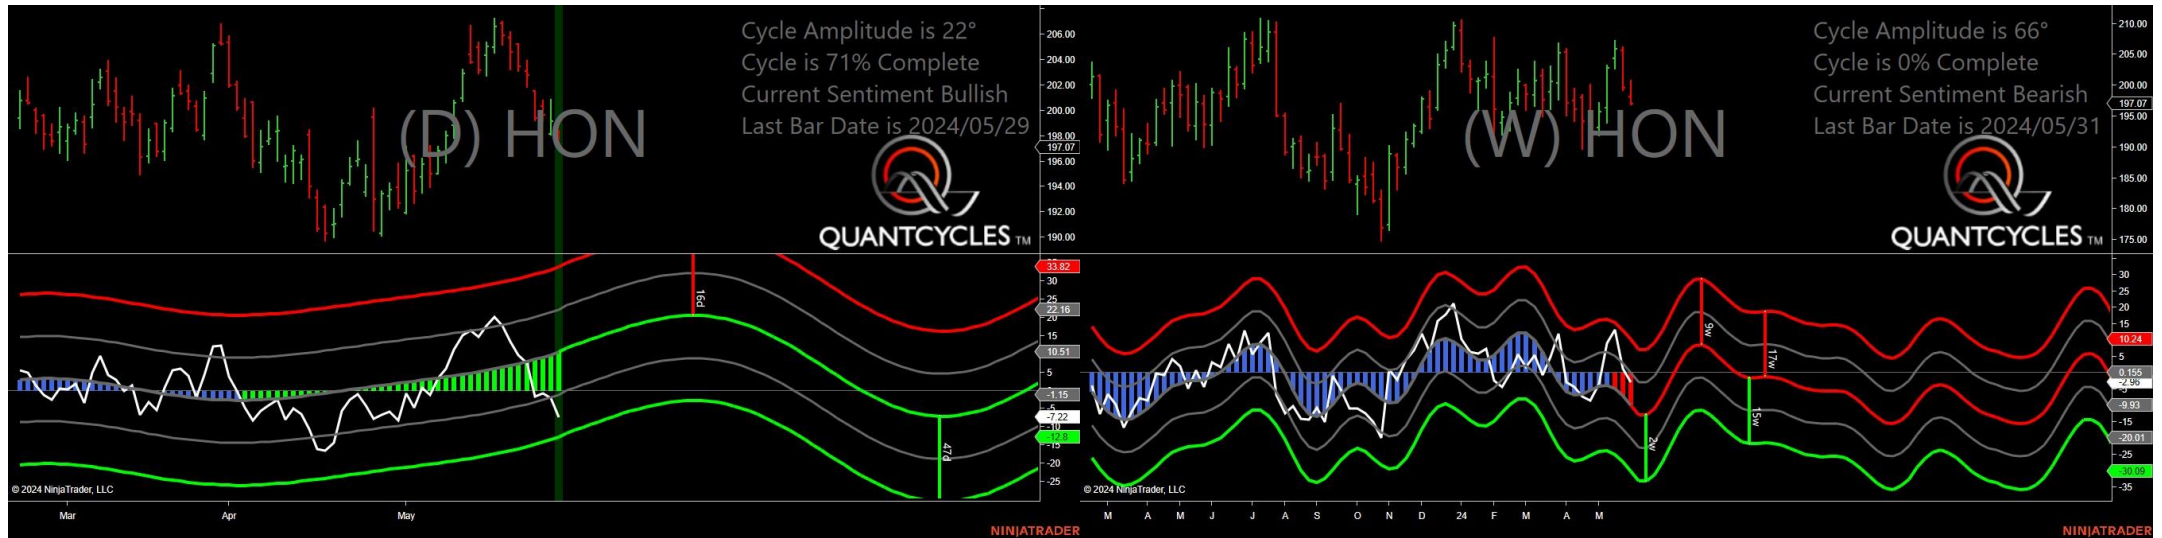 Cycle Amplitude is 22°
Cycle is 71% Complete
Current Sentiment Bullish
Last Bar Date is 2024/05/29
(D) HON
QUANTCYCLES TM
206.00
204.00
202.00
200.00
198.00
197.07
196.00
194.00
192.00
190.00
33.82
30
25
22.16
20
15
10.51
5
-1.15
-5
-7.22
-10
-12.8
-15
-20
-25
16d
47d
© 2024 NinjaTrader, LLC
Mar Apr May
NINJATRADER
Cycle Amplitude is 66°
Cycle is 0% Complete
Current Sentiment Bearish
Last Bar Date is 2024/05/31
(W) HON
QUANTCYCLES TM
210.00
205.00
200.00
197.07
195.00
190.00
185.00
180.00
175.00
30
25
20
15
10.24
5
0.155
-2.96
-9.93
-15
-20.01
-25
-30.09
-35
9w
17w
2w
15w
© 2024 NinjaTrader, LLC
M A M J J A S O N D 24 F M A M
NINJATRADER